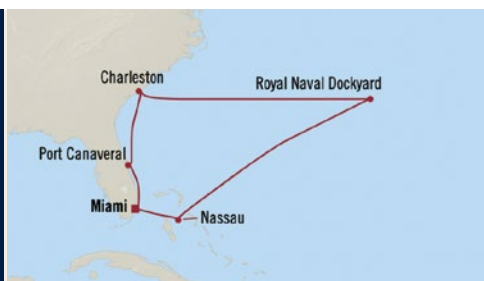 Charleston
Royal Naval Dockyard
Port Canaveral
Miami
Nassau